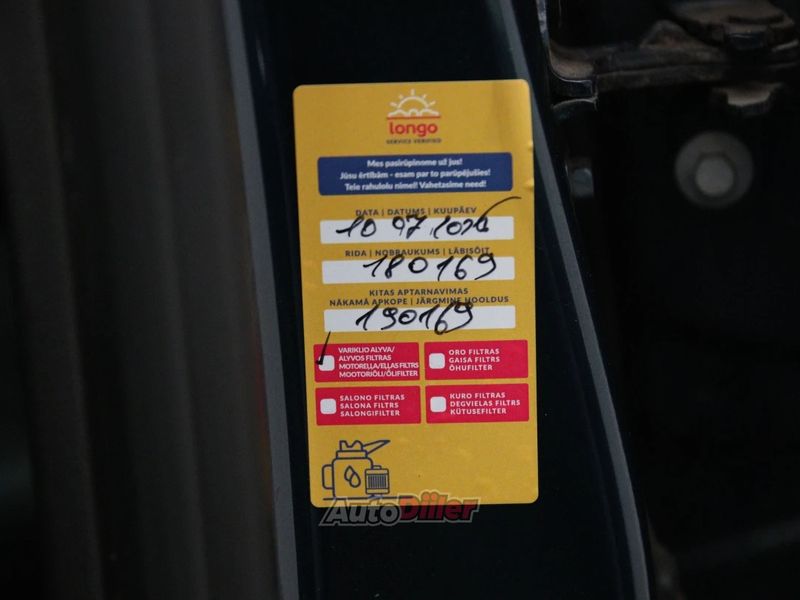 longo
SERVICE VERIFIED
Mes pasirūpinome už jus!
Jūsu ērtībām - esam par to parūpējušies!
Teie rahulolu nimel! Vahetasime need!
DATA | DATUMS | KUUPÄEV
10 07 2026
RIDA | NOBRAUKUMS | LÄBISÕIT
180169
KITAS APTARNAVIMAS
NĀKAMĀ APKOPE | JÄRGMINE HOOLDUS
190169
VARIKLIO ALYVA/
ALYVOS FILTRAS
MOTOREĻĻA/EĻĻAS FILTRS
MOOTORIÕLI/ÕLIFILTER
ORO FILTRAS
GAISA FILTRS
ÕHUFILTER
SALONO FILTRAS
SALONA FILTRS
SALONGIFILTER
KURO FILTRAS
DEGVIELAS FILTRS
KÜTUSEFILTER
AutoDiiler